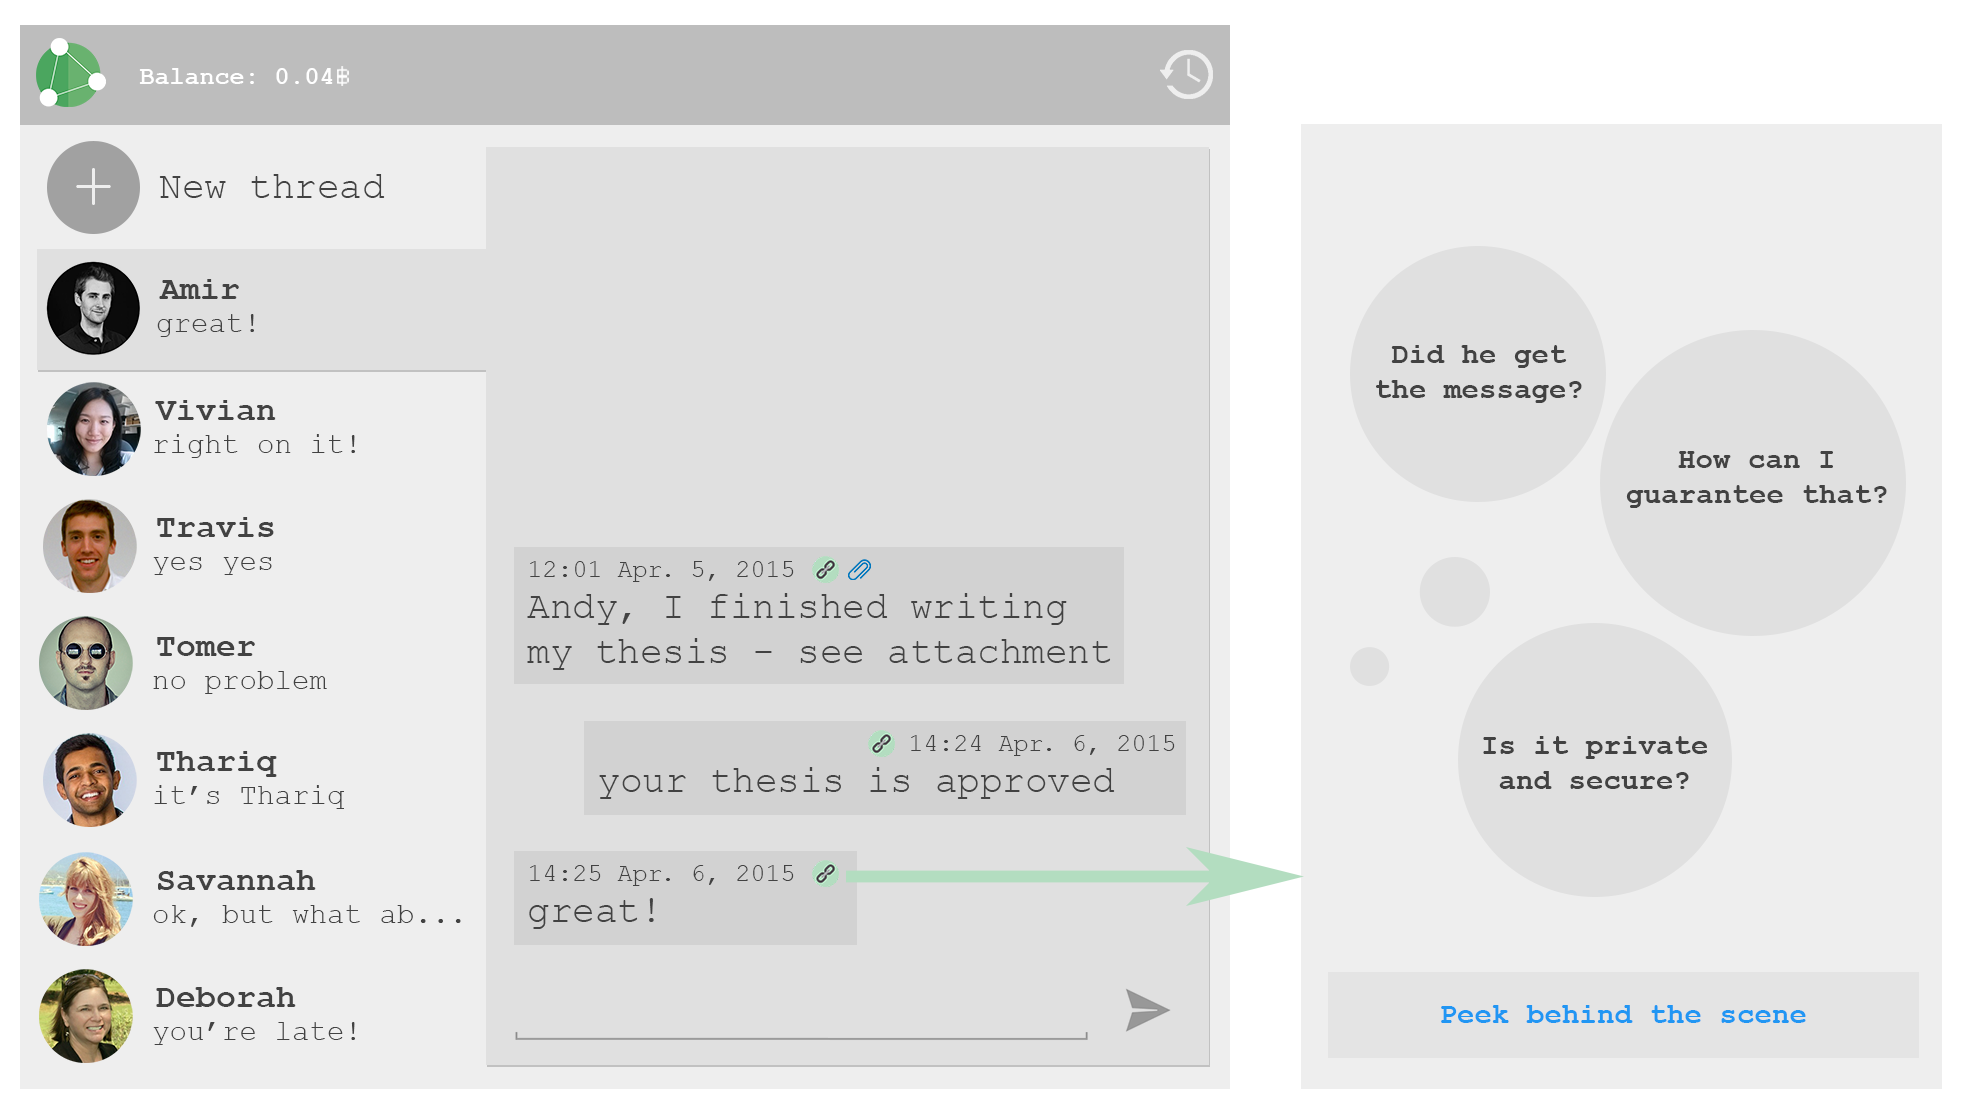 Balance: 0.04฿
New thread
Amir
great!
Vivian
right on it!
Travis
yes yes
Tomer
no problem
Thariq
it’s Thariq
Savannah
ok, but what ab...
Deborah
you’re late!
12:01 Apr. 5, 2015
Andy, I finished writing
my thesis – see attachment
14:24 Apr. 6, 2015
your thesis is approved
14:25 Apr. 6, 2015
great!
Did he get
the message?
How can I
guarantee that?
Is it private
and secure?
Peek behind the scene